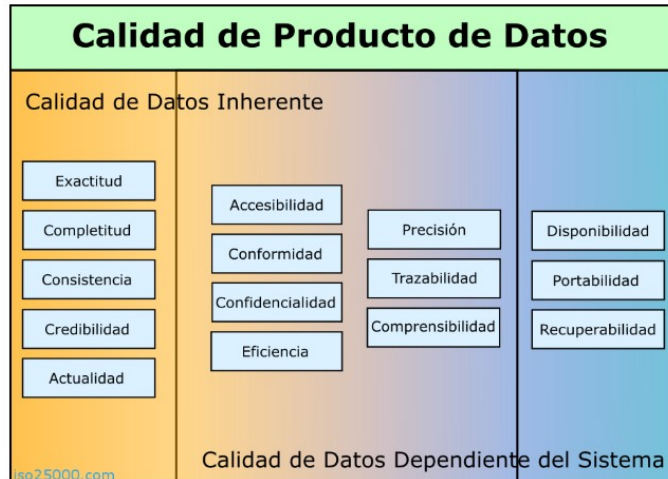 Calidad de Producto de Datos
Calidad de Datos Inherente
Exactitud
Completitud
Consistencia
Credibilidad
Actualidad
Accesibilidad
Conformidad
Confidencialidad
Eficiencia
Precisión
Trazabilidad
Comprensibilidad
Disponibilidad
Portabilidad
Recuperabilidad
Calidad de Datos Dependiente del Sistema
iso25000.com